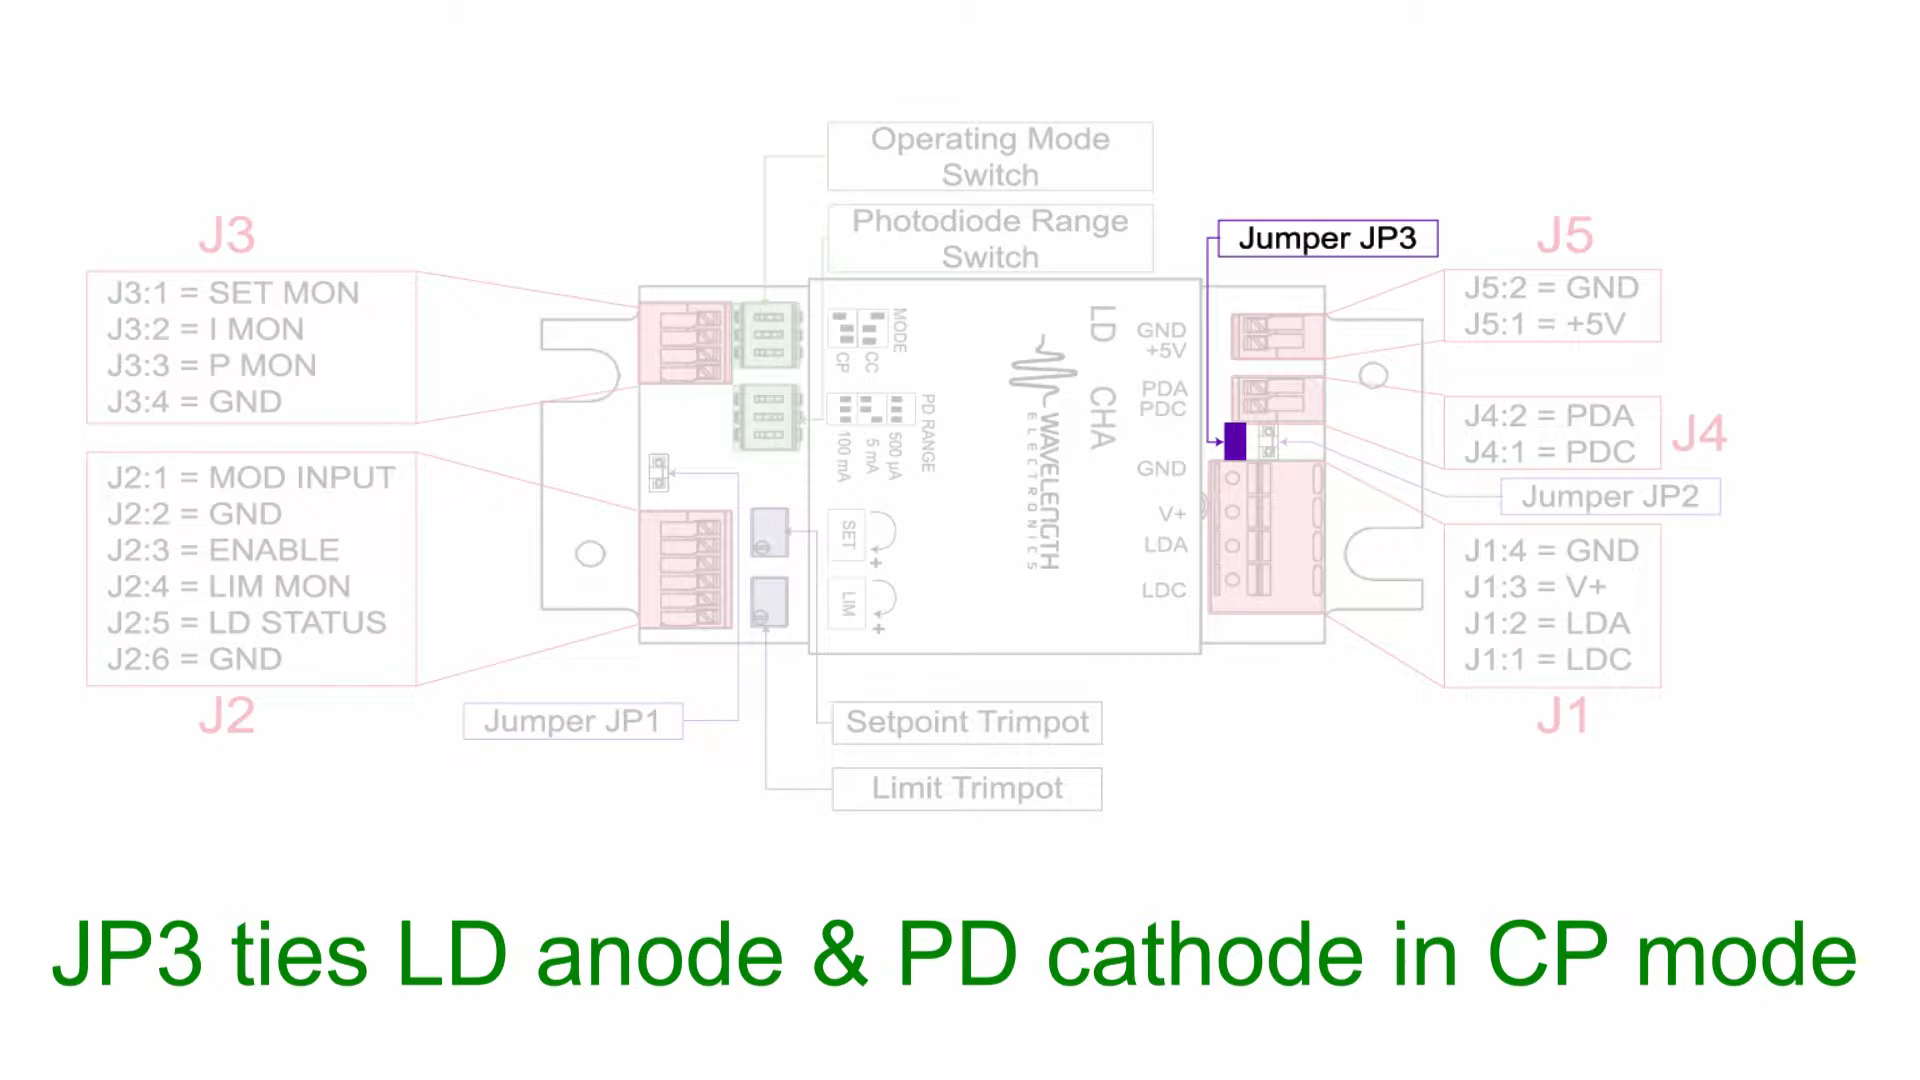 Operating Mode
Switch
Photodiode Range
Switch
Jumper JP3
J3
J3:1 = SET MON
J3:2 = I MON
J3:3 = P MON
J3:4 = GND
J2:1 = MOD INPUT
J2:2 = GND
J2:3 = ENABLE
J2:4 = LIM MON
J2:5 = LD STATUS
J2:6 = GND
J2
Jumper JP1
MODE
CP
CC
PD RANGE
100 mA
5 mA
500 µA
SET
+
LIM
+
WAVELENGTH
ELECTRONICS
LD CHA
GND
+5V
PDA
PDC
GND
V+
LDA
LDC
Setpoint Trimpot
Limit Trimpot
J5
J5:2 = GND
J5:1 = +5V
J4:2 = PDA
J4:1 = PDC
J4
Jumper JP2
J1:4 = GND
J1:3 = V+
J1:2 = LDA
J1:1 = LDC
J1
JP3 ties LD anode & PD cathode in CP mode